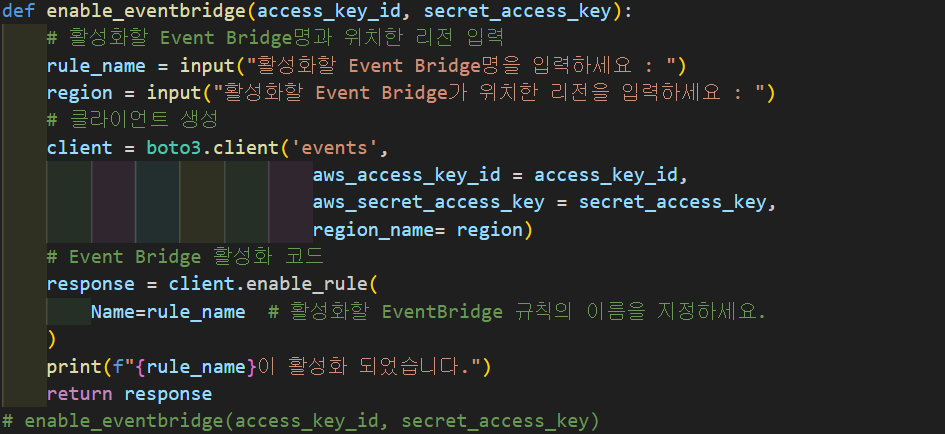 def enable_eventbridge(access_key_id, secret_access_key):
    # 활성화할 Event Bridge명과 위치한 리전 입력
    rule_name = input("활성화할 Event Bridge명을 입력하세요 : ")
    region = input("활성화할 Event Bridge가 위치한 리전을 입력하세요 : ")
    # 클라이언트 생성
    client = boto3.client('events',
                            aws_access_key_id = access_key_id,
                            aws_secret_access_key = secret_access_key,
                            region_name= region)
    # Event Bridge 활성화 코드
    response = client.enable_rule(
        Name=rule_name  # 활성화할 EventBridge 규칙의 이름을 지정하세요.
    )
    print(f"{rule_name}이 활성화 되었습니다.")
    return response
# enable_eventbridge(access_key_id, secret_access_key)